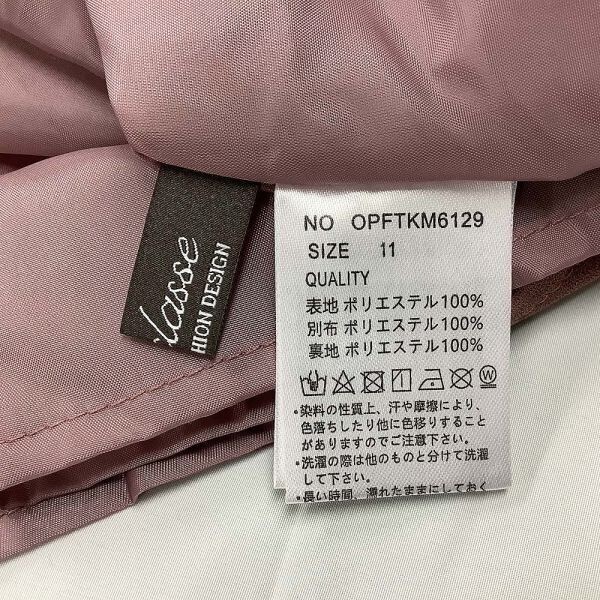 lasse
HION DESIGN
NO OPFTKM6129
SIZE 11
QUALITY
表地 ポリエステル100%
別布 ポリエステル100%
裏地 ポリエステル100%
・染料の性質上、汗や摩擦により、
色落ちしたり他に色移りすること
がありますのでご注意下さい。
・洗濯の際は他のものと分けて洗濯
して下さい。
・長い時間、濡れたままにしておく